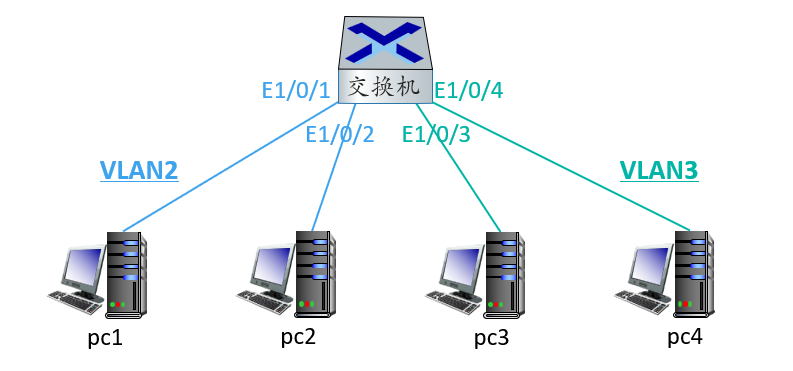 交换机
E1/0/1
E1/0/4
E1/0/2
E1/0/3
VLAN2
VLAN3
pc1
pc2
pc3
pc4